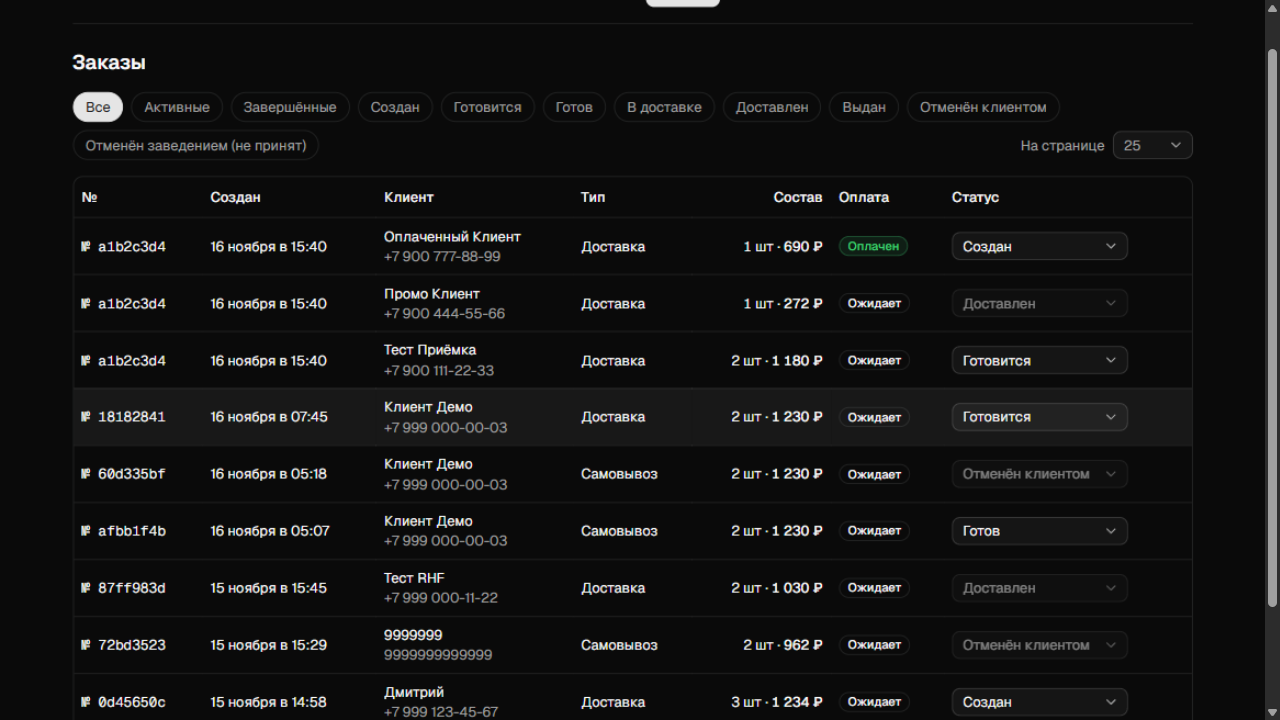 Заказы
Все Активные Завершённые Создан Готовится Готов В доставке Доставлен Выдан Отменён клиентом
Отменён заведением (не принят) На странице 25
№ Создан Клиент Тип Состав Оплата Статус
№ a1b2c3d4 16 ноября в 15:40 Оплаченный Клиент Доставка 1 шт · 690 ₽ Оплачен Создан
+7 900 777-88-99
№ a1b2c3d4 16 ноября в 15:40 Промо Клиент Доставка 1 шт · 272 ₽ Ожидает Доставлен
+7 900 444-55-66
№ a1b2c3d4 16 ноября в 15:40 Тест Приёмка Доставка 2 шт · 1 180 ₽ Ожидает Готовится
+7 900 111-22-33
№ 18182841 16 ноября в 07:45 Клиент Демо Доставка 2 шт · 1 230 ₽ Ожидает Готовится
+7 999 000-00-03
№ 60d335bf 16 ноября в 05:18 Клиент Демо Самовывоз 2 шт · 1 230 ₽ Ожидает Отменён клиентом
+7 999 000-00-03
№ afbb1f4b 16 ноября в 05:07 Клиент Демо Самовывоз 2 шт · 1 230 ₽ Ожидает Готов
+7 999 000-00-03
№ 87ff983d 15 ноября в 15:45 Тест RHF Доставка 2 шт · 1 030 ₽ Ожидает Доставлен
+7 999 000-11-22
№ 72bd3523 15 ноября в 15:29 9999999 Самовывоз 2 шт · 962 ₽ Ожидает Отменён клиентом
9999999999999
№ 0d45650c 15 ноября в 14:58 Дмитрий Доставка 3 шт · 1 234 ₽ Ожидает Создан
+7 999 123-45-67